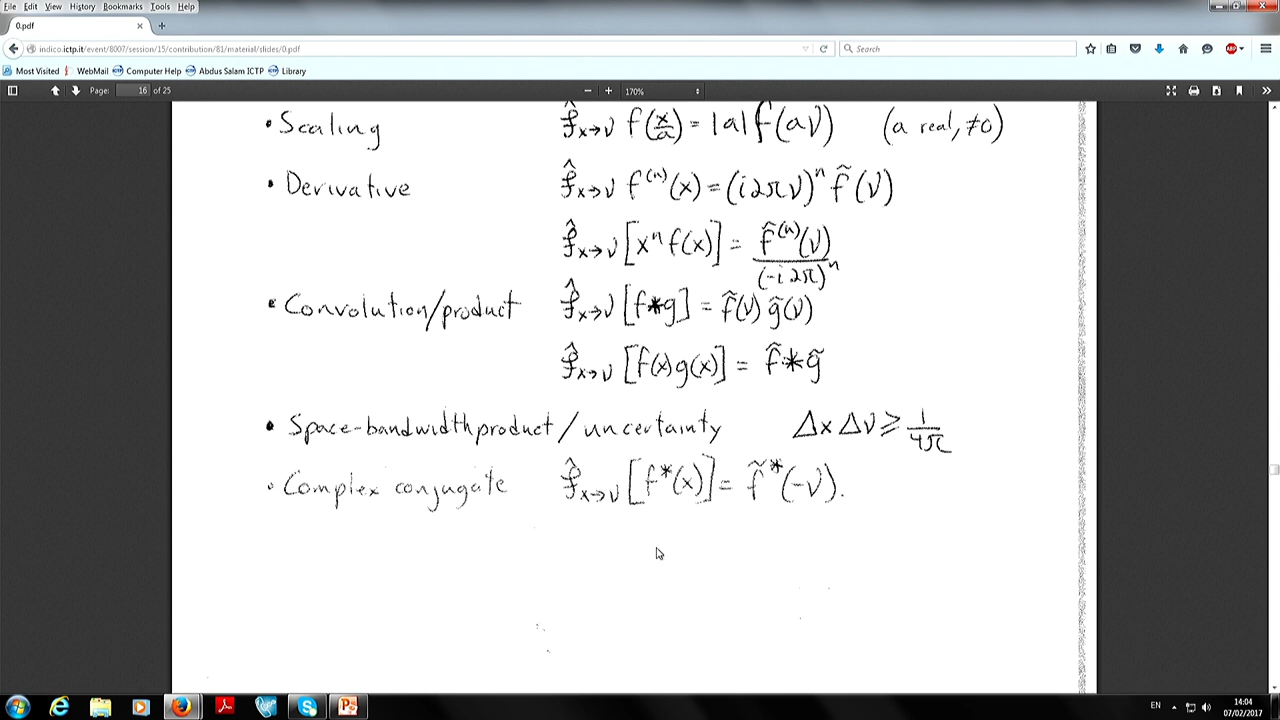 File Edit View History Bookmarks Tools Help
0.pdf
indico.ictp.it/event/8007/session/15/contribution/81/material/slides/0.pdf
Search
Most Visited WebMail Computer Help Abdus Salam ICTP Library
Page: 16 of 25
170%
• Scaling f̂x→ν f(x/a) = |a| f̃(aν) (a real, ≠0)
• Derivative f̂x→ν f⁽ⁿ⁾(x) = (i2πν)ⁿ f̃(ν)
f̂x→ν [xⁿ f(x)] = f̃⁽ⁿ⁾(ν)/(-i2π)ⁿ
• Convolution/product f̂x→ν [f*g] = f̃(ν) g̃(ν)
f̂x→ν [f(x)g(x)] = f̃*g̃
• Space-bandwidth product/uncertainty Δx Δν ≥ 1/4π
• Complex conjugate f̂x→ν [f*(x)] = f̃*(-ν).
EN 14:04
07/02/2017